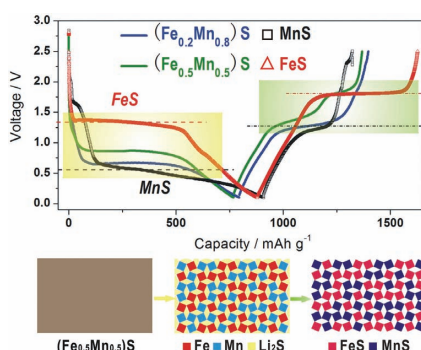 (Fe0.2Mn0.8) S
MnS
(Fe0.5Mn0.5) S
FeS
Voltage / V
2.5
2.0
1.5
1.0
0.5
0.0
FeS
MnS
0
500
1000
1500
Capacity / mAh g-1
(Fe0.5Mn0.5)S
Fe
Mn
Li2S
FeS
MnS